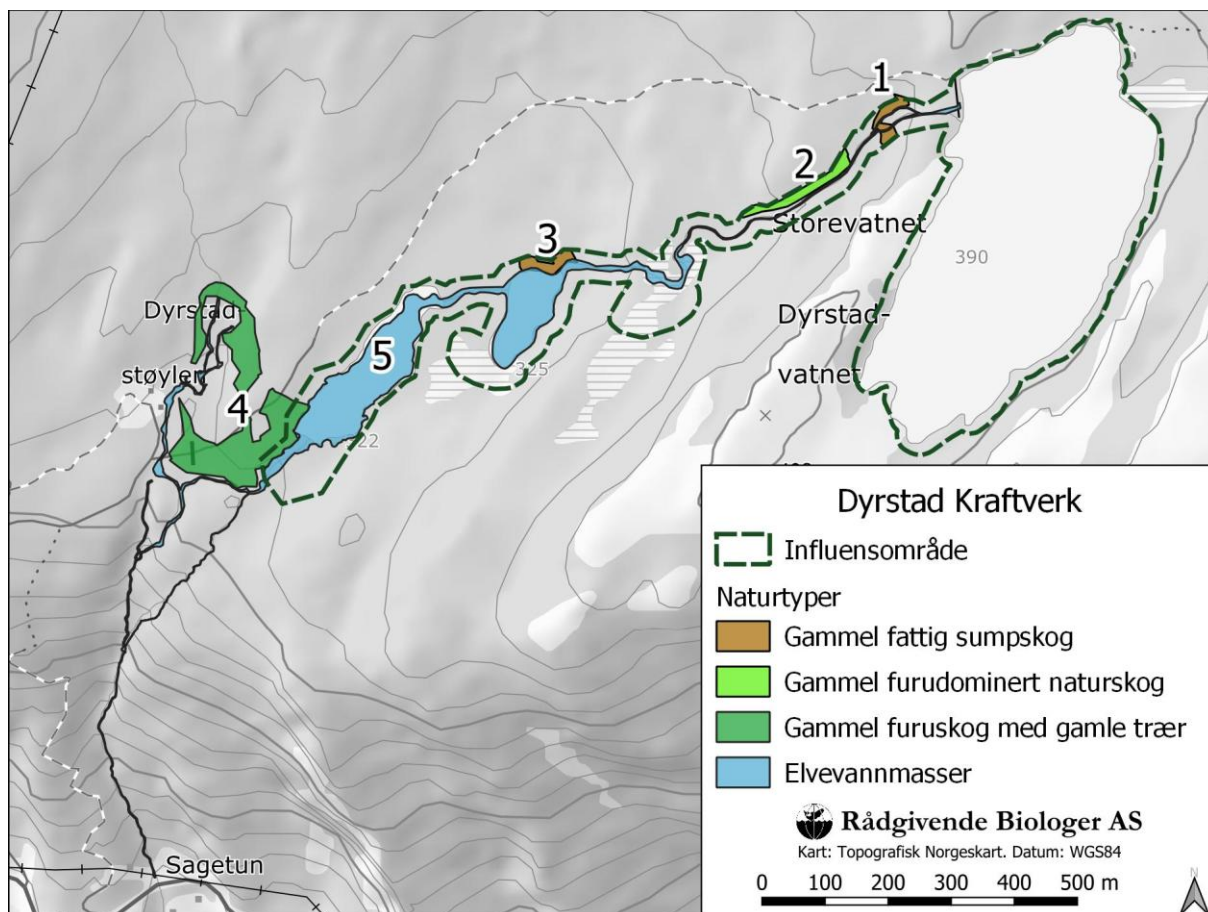 1
2
Storevatnet
3
390
Dyrstad-
vatnet
Dyrstad
støylen
5
325
4
22
Dyrstad Kraftverk
Influensområde
Naturtyper
Gammel fattig sumpskog
Gammel furudominert naturskog
Gammel furuskog med gamle trær
Elvevannmasser
Rådgivende Biologer AS
Kart: Topografisk Norgeskart. Datum: WGS84
0 100 200 300 400 500 m
N
Sagetun